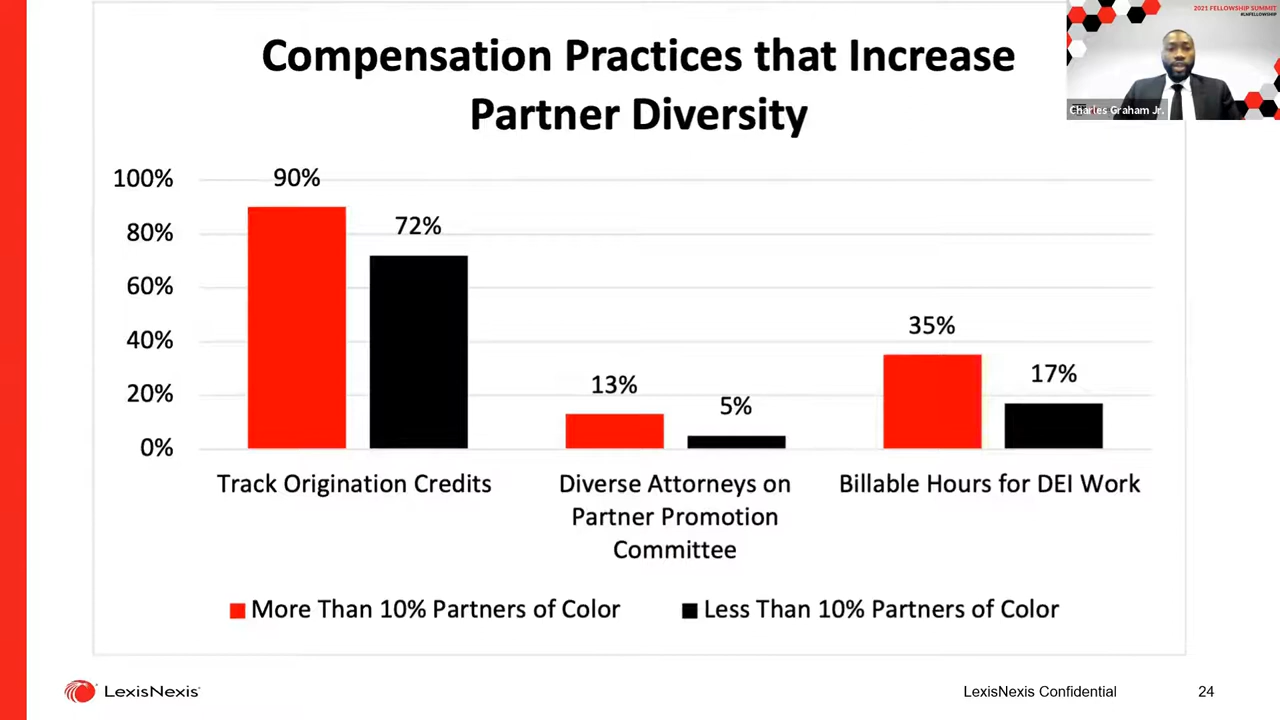 2021 FELLOWSHIP SUMMIT
#LNFELLOWSHIP
Charles Graham Jr.
Compensation Practices that Increase
Partner Diversity
100%
80%
60%
40%
20%
0%
90%
72%
13%
5%
35%
17%
Track Origination Credits
Diverse Attorneys on
Partner Promotion
Committee
Billable Hours for DEI Work
More Than 10% Partners of Color
Less Than 10% Partners of Color
LexisNexis
LexisNexis Confidential
24